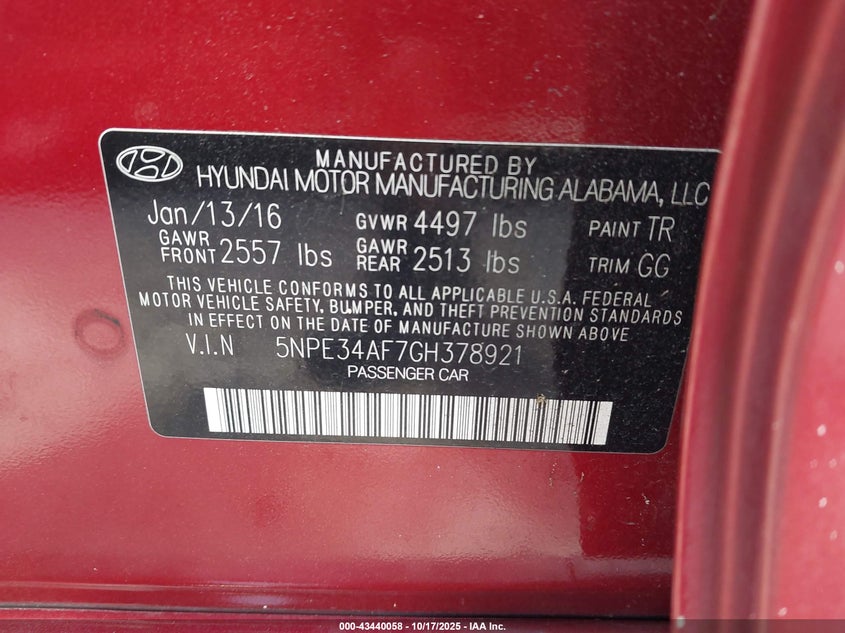 MANUFACTURED BY
HYUNDAI MOTOR MANUFACTURING ALABAMA, LLC
Jan/13/16 GVWR 4497 lbs PAINT TR
GAWR FRONT 2557 lbs GAWR REAR 2513 lbs TRIM GG
THIS VEHICLE CONFORMS TO ALL APPLICABLE U.S.A. FEDERAL
MOTOR VEHICLE SAFETY, BUMPER, AND THEFT PREVENTION STANDARDS
IN EFFECT ON THE DATE OF MANUFACTURE SHOWN ABOVE
V.I.N 5NPE34AF7GH378921
PASSENGER CAR
000-43440058 - 10/17/2025 - IAA Inc.